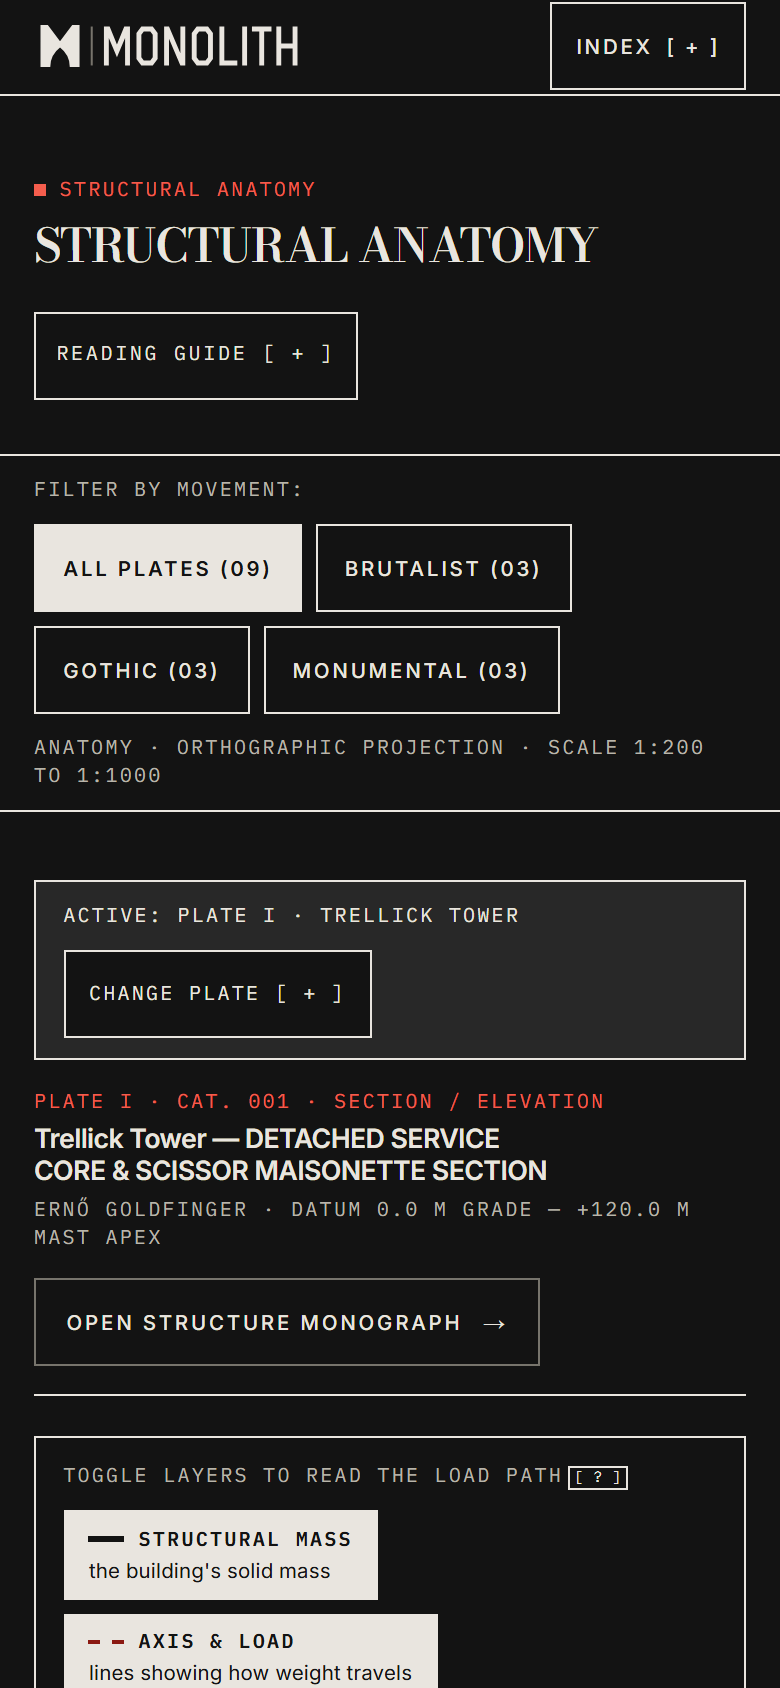 MONOLITH
INDEX [ + ]
STRUCTURAL ANATOMY
STRUCTURAL ANATOMY
READING GUIDE [ + ]
FILTER BY MOVEMENT:
ALL PLATES (09)
BRUTALIST (03)
GOTHIC (03)
MONUMENTAL (03)
ANATOMY · ORTHOGRAPHIC PROJECTION · SCALE 1:200
TO 1:1000
ACTIVE: PLATE I · TRELLICK TOWER
CHANGE PLATE [ + ]
PLATE I · CAT. 001 · SECTION / ELEVATION
Trellick Tower — DETACHED SERVICE
CORE & SCISSOR MAISONETTE SECTION
ERNŐ GOLDFINGER · DATUM 0.0 M GRADE — +120.0 M
MAST APEX
OPEN STRUCTURE MONOGRAPH →
TOGGLE LAYERS TO READ THE LOAD PATH [ ? ]
STRUCTURAL MASS
the building's solid mass
AXIS & LOAD
lines showing how weight travels